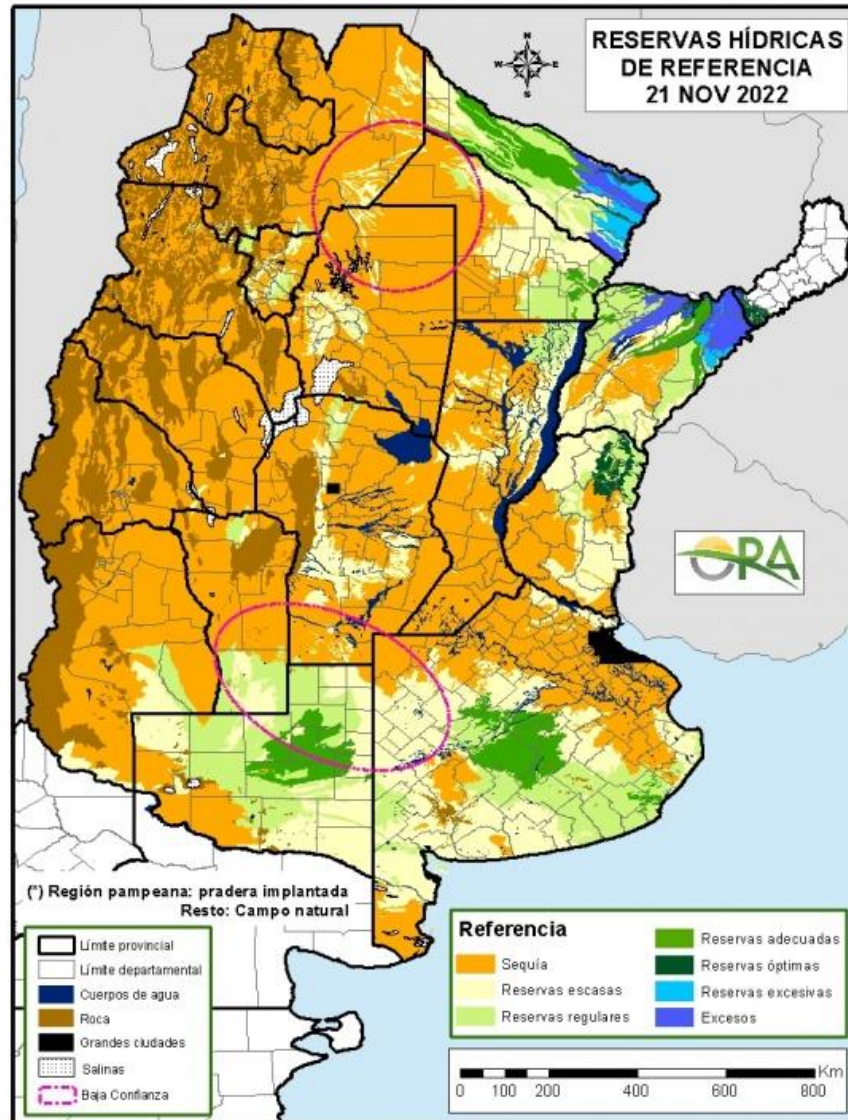 RESERVAS HÍDRICAS
DE REFERENCIA
21 NOV 2022
N
W
E
S
ORA
(*) Región pampeana: pradera implantada
Resto: Campo natural
Límite provincial
Límite departamental
Cuerpos de agua
Roca
Grandes ciudades
Salinas
Baja Confianza
Referencia
Sequía
Reservas escasas
Reservas regulares
Reservas adecuadas
Reservas óptimas
Reservas excesivas
Excesos
Km
0 100 200 400 600 800